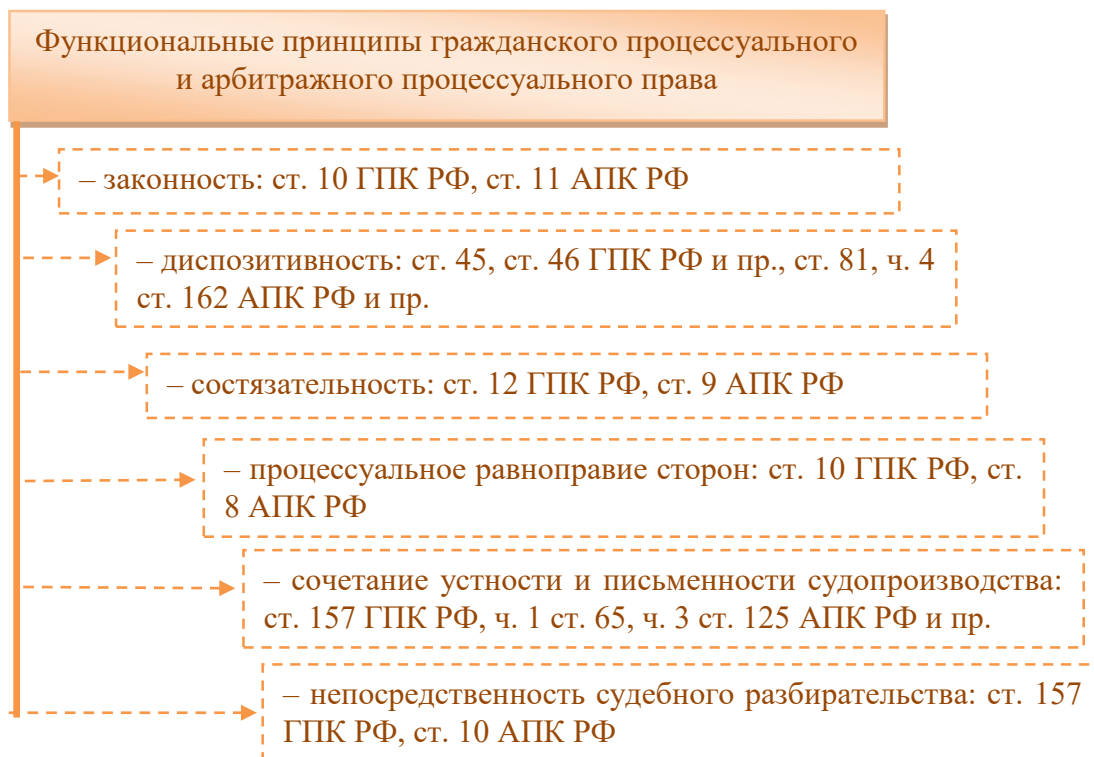 Функциональные принципы гражданского процессуального
и арбитражного процессуального права
– законность: ст. 10 ГПК РФ, ст. 11 АПК РФ
– диспозитивность: ст. 45, ст. 46 ГПК РФ и пр., ст. 81, ч. 4
ст. 162 АПК РФ и пр.
– состязательность: ст. 12 ГПК РФ, ст. 9 АПК РФ
– процессуальное равноправие сторон: ст. 10 ГПК РФ, ст.
8 АПК РФ
– сочетание устности и письменности судопроизводства:
ст. 157 ГПК РФ, ч. 1 ст. 65, ч. 3 ст. 125 АПК РФ и пр.
– непосредственность судебного разбирательства: ст. 157
ГПК РФ, ст. 10 АПК РФ